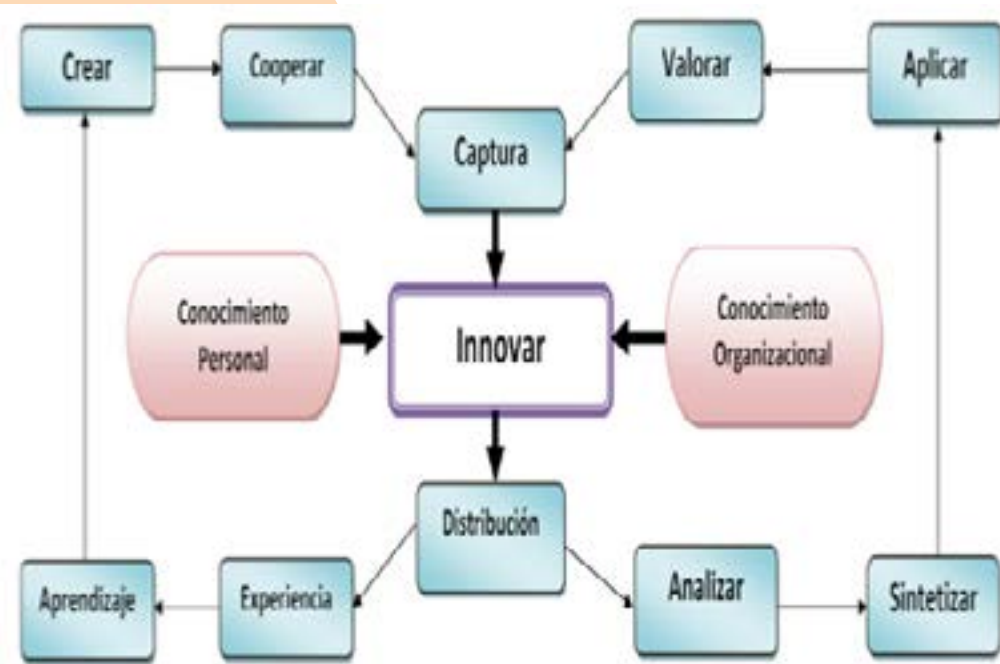 Crear
Cooperar
Valorar
Aplicar
Captura
Conocimiento
Personal
Innovar
Conocimiento
Organizacional
Distribución
Aprendizaje
Experiencia
Analizar
Sintetizar